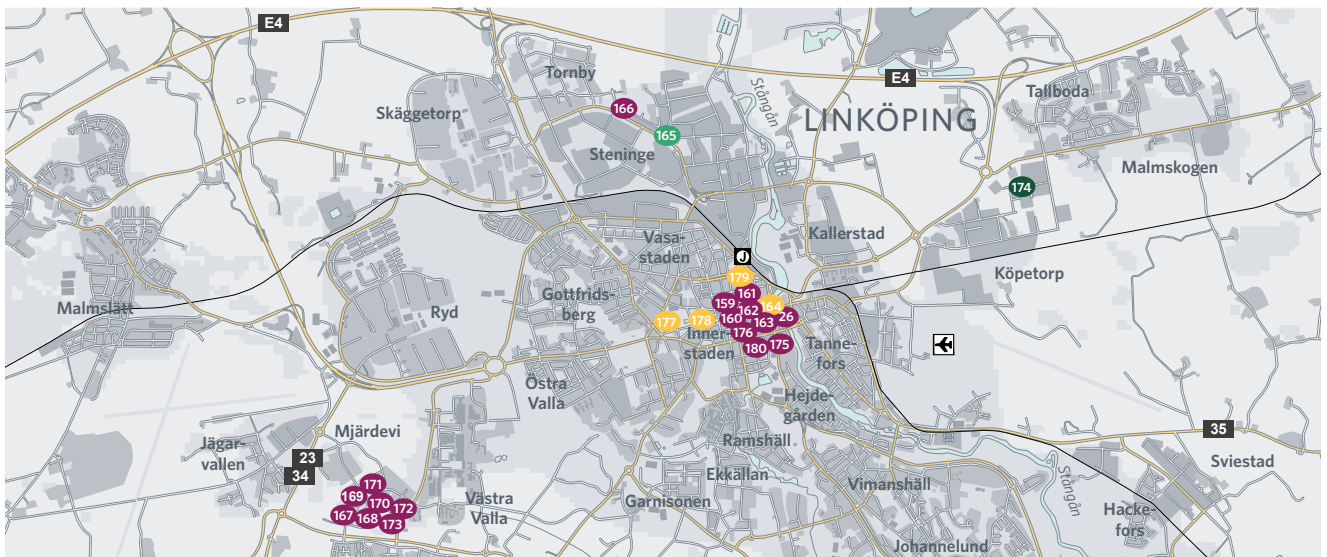 E4
Tornby
E4
Stångån
Tallboda
Skäggetorp
166
LINKÖPING
165
Steninge
Malmskogen
174
Vasa-
staden
Kallerstad
J
179
Köpetorp
Malmslätt
Ryd
Gottfrids-
berg
161
159
162
164
177
178
160
163
26
176
Inner-
staden
180
175
Tanne-
fors
Östra
Valla
Hejde-
gården
Jägar-
vallen
Mjärdevi
Ramshäll
35
23
34
Ekkällan
Sviestad
171
169
170
172
167
168
173
Västra
Valla
Garnisonen
Vimanshäll
Stångån
Hacke-
fors
Johannelund